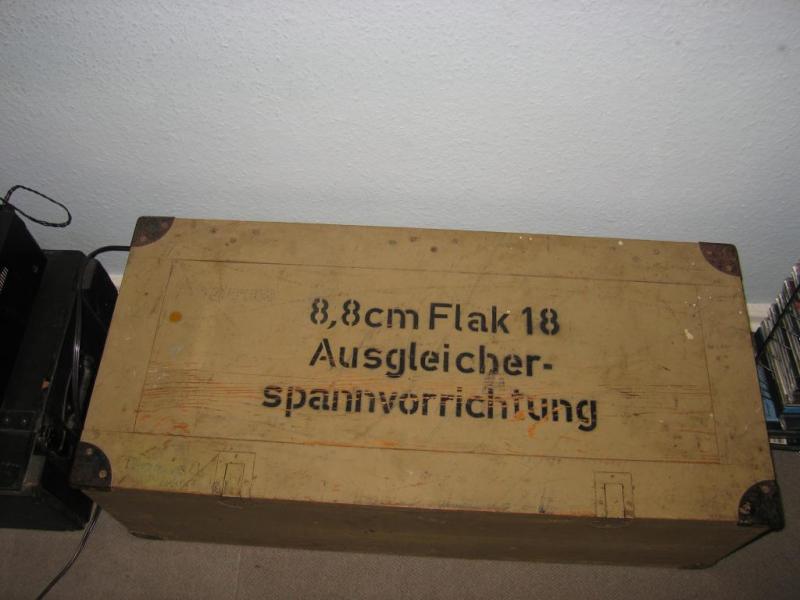 8,8cm Flak 18
Ausgleicher-
spannvorrichtung